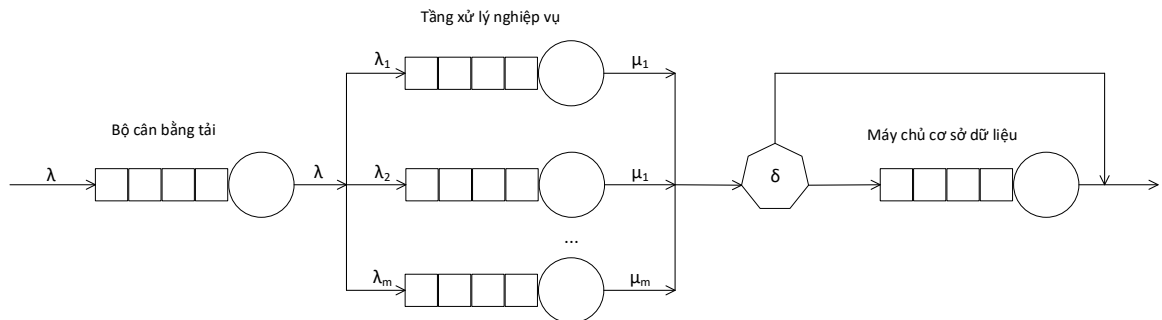 Tầng xử lý nghiệp vụ
λ₁
μ₁
Bộ cân bằng tải
Máy chủ cơ sở dữ liệu
λ
λ
λ₂
μ₁
δ
...
λₘ
μₘ